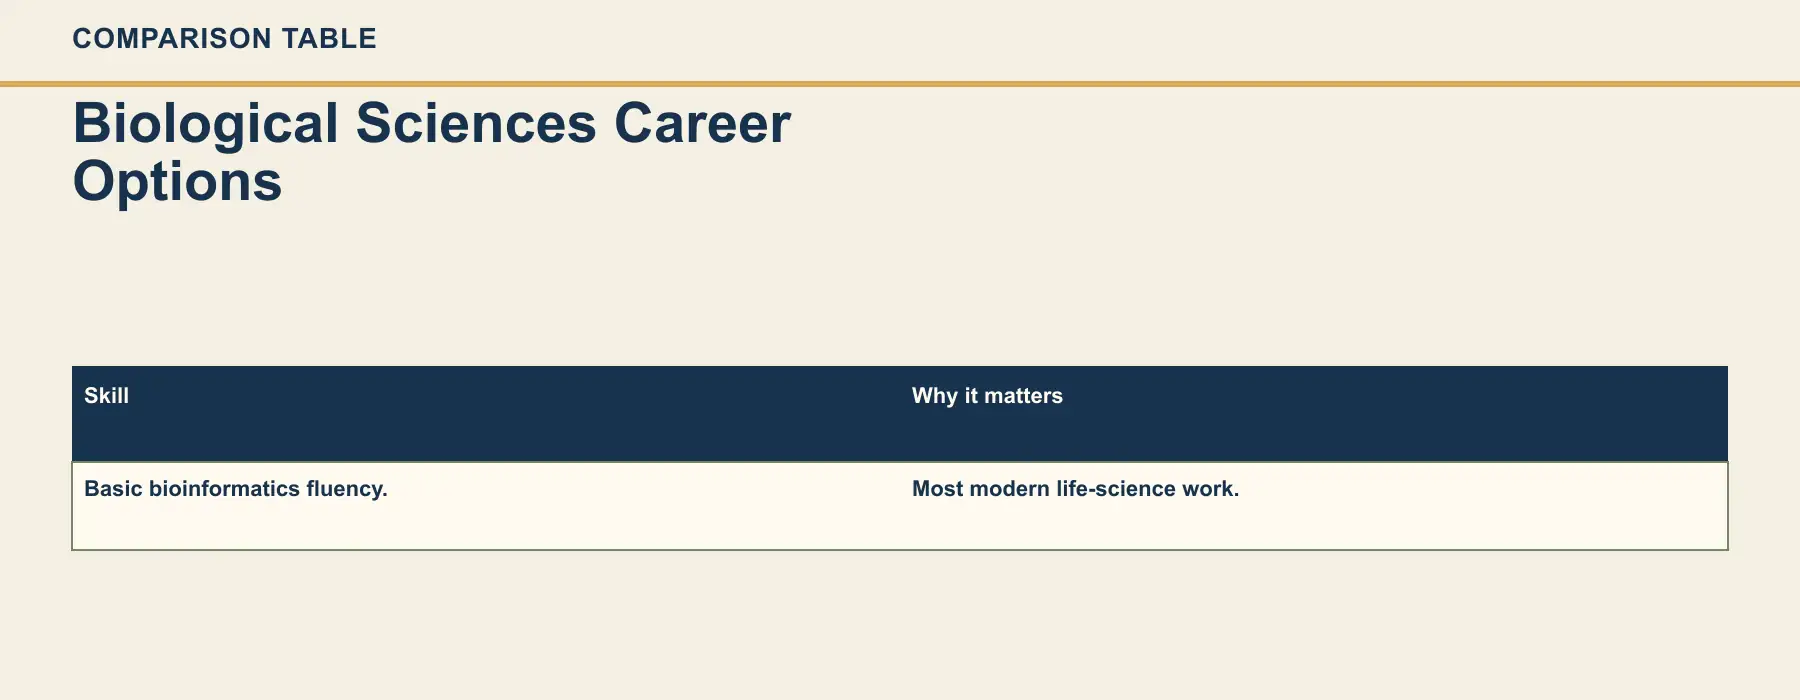 COMPARISON TABLE
Biological Sciences Career
Options
Skill
Why it matters
Basic bioinformatics fluency.
Most modern life-science work.